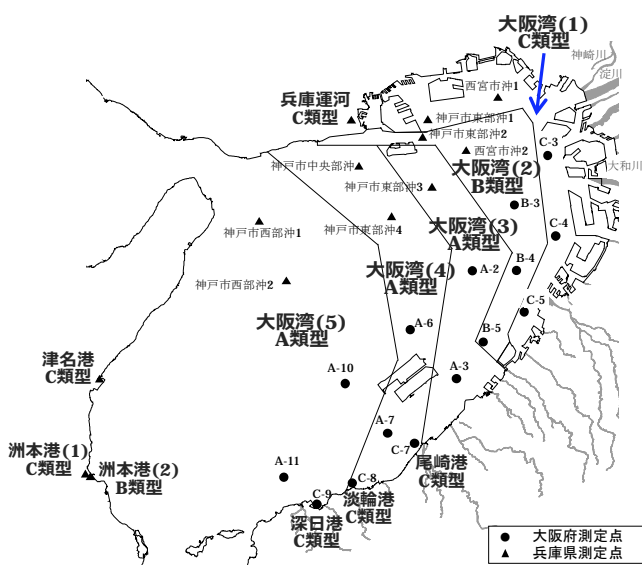 大阪湾(1)
C類型
神崎川
淀川
西宮市沖1
兵庫運河
C類型
神戸市東部沖1
神戸市東部沖2
西宮市沖2
C-3
大和川
神戸市中央部沖
大阪湾(2)
B類型
神戸市東部沖3
B-3
神戸市西部沖1
神戸市東部沖4
大阪湾(3)
A類型
C-4
大阪湾(4)
A類型
A-2
B-4
神戸市西部沖2
C-5
大阪湾(5)
A類型
A-6
B-5
津名港
C類型
A-10
A-3
A-7
C-7
洲本港(1)
C類型
洲本港(2)
B類型
A-11
尾崎港
C類型
C-8
淡輪港
C類型
C-9
深日港
C類型
● 大阪府測定点
▲ 兵庫県測定点